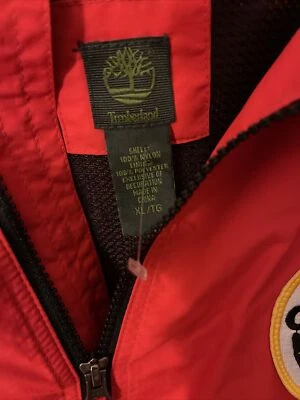 Timberland
SHELL:
100% NYLON
LINING:
100% POLYESTER
EXCLUSIVE OF
DECORATION
MADE IN
CHINA
XL/TG